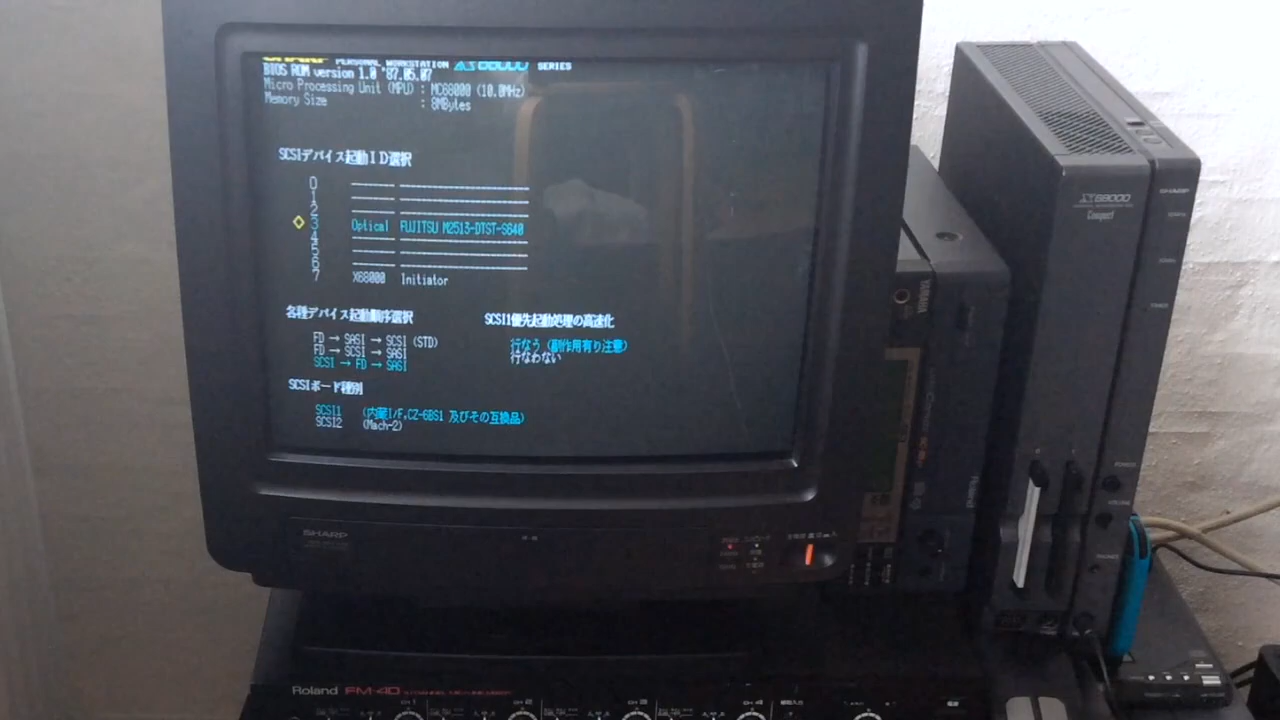 SHARP PERSONAL WORKSTATION X68000 SERIES
BIOS ROM version 1.0 '87.05.07
Micro Processing Unit (MPU) : MC68000 (10.0MHz)
Memory Size : 8MBytes
SCSIデバイス起動ID選択
0 ------ ------------------
1 ------ ------------------
2 ------ ------------------
3 Optical FUJITSU M2513-DTST-S640
4 ------ ------------------
5 ------ ------------------
6 ------ ------------------
7 X68000 Initiator
各種デバイス起動順序選択
FD → SASI → SCSI (STD)
FD → SCSI → SASI
SCSI → FD → SASI
SCSI1優先起動処理の高速化
行なう (副作用有り注意)
行なわない
SCSIボード種別
SCSI1 (内蔵I/F,CZ-6BS1 及びその互換品)
SCSI2 (Mach-2)
SHARP
X68000
Compact
SHARP
YAMAHA
Roland
POWER
VOLUME
Roland FM-4D